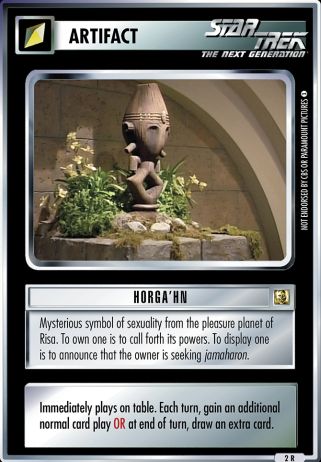 ARTIFACT
STAR TREK
THE NEXT GENERATION
NOT ENDORSED BY CBS OR PARAMOUNT PICTURES
HORGA'HN
Mysterious symbol of sexuality from the pleasure planet of
Risa. To own one is to call forth its powers. To display one
is to announce that the owner is seeking jamaharon.
Immediately plays on table. Each turn, gain an additional
normal card play OR at end of turn, draw an extra card.
2 R